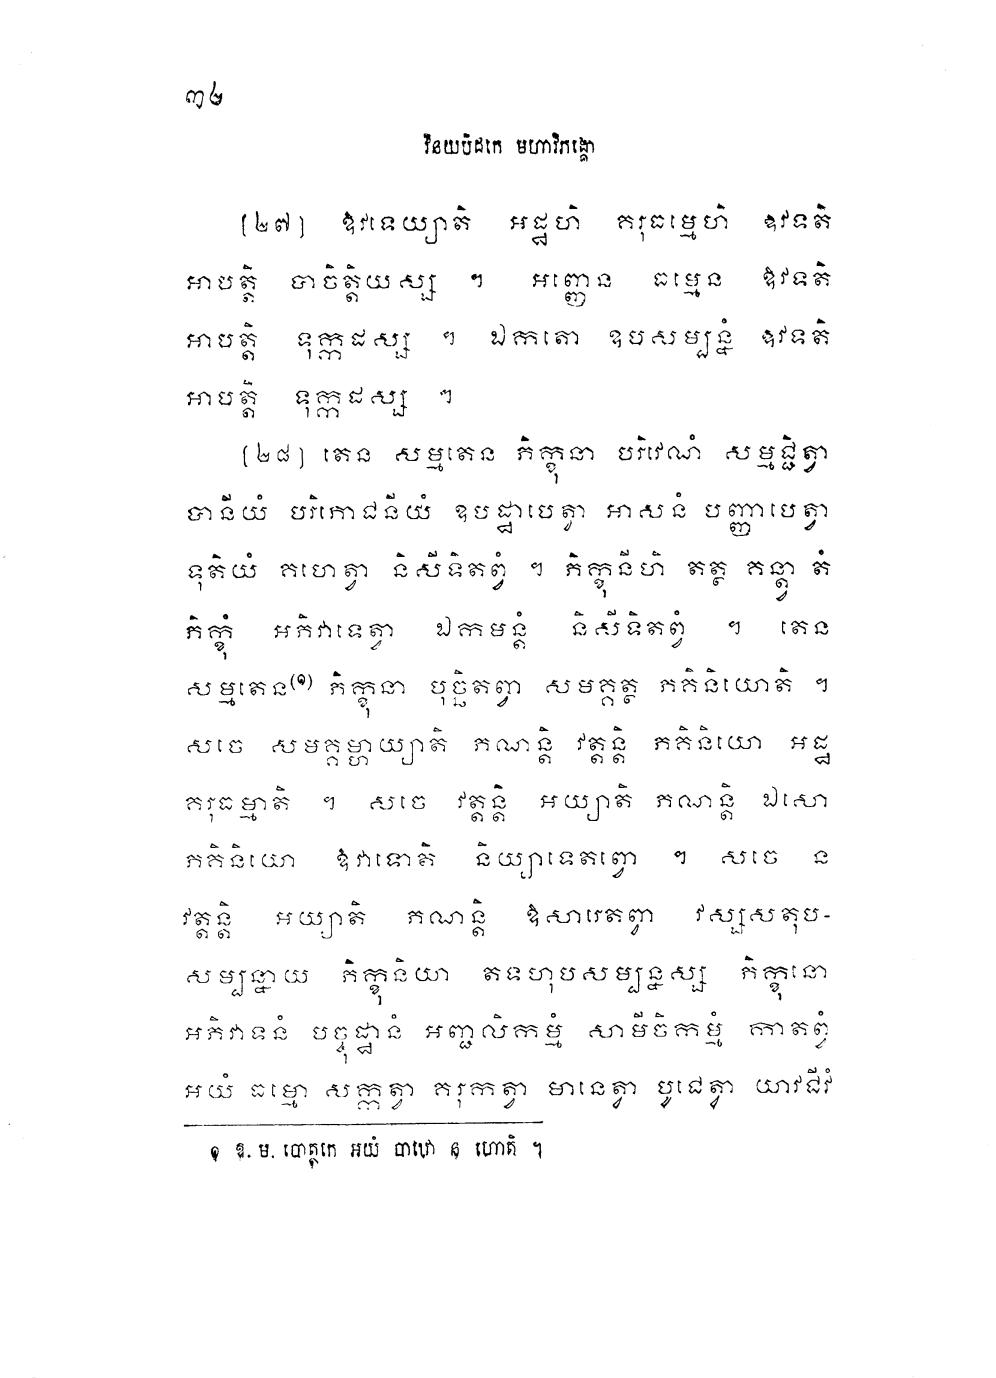 ៣៤
វិនយបិដកេ មហាវិភង្គោ
(២៧) ឱវទេយ្យាតិ អដ្ឋហិ គរុធម្មេហិ ឱវទតិ
អាបត្តិ បាចិត្តិយស្ស ។ អញ្ញេន ធម្មេន ឱវទតិ
អាបត្តិ ទុក្កដស្ស ។ ឯកតោ ឧបសម្បន្នំ ឱវទតិ
អាបត្តិ ទុក្កដស្ស ។
(២៨) តេន សម្មតេន ភិក្ខុនា បរិវេណំ សម្មជ្ជិត្វា
បានីយំ បរិភោជនីយំ ឧបដ្ឋាបេត្វា អាសនំ បញ្ញាបេត្វា
ទុតិយំ គហេត្វា និសីទិតព្វំ ។ ភិក្ខុនីហិ តត្ថ គន្ត្វា តំ
ភិក្ខុំ អភិវាទេត្វា ឯកមន្តំ និសីទិតព្វំ ។ តេន
សម្មតេន(១) ភិក្ខុនា បុច្ឆិតព្វា សមគ្គត្ថ ភគិនិយោតិ ។
សចេ សមគ្គម្ហាយ្យាតិ ភណន្តិ វត្តន្តិ ភគិនិយោ អដ្ឋ
គរុធម្មាតិ ។ សចេ វត្តន្តិ អយ្យាតិ ភណន្តិ ឯសោ
ភគិនិយោ ឱវាទោតិ និយ្យាទេតព្វោ ។ សចេ ន
វត្តន្តិ អយ្យាតិ ភណន្តិ ឱសារេតព្វា វស្សសតុប-
សម្បន្នាយ ភិក្ខុនិយា តទហុបសម្បន្នស្ស ភិក្ខុនោ
អភិវាទនំ បច្ចុដ្ឋានំ អញ្ជលិកម្មំ សាមីចិកម្មំ កាតព្វំ
អយំ ធម្មោ សក្កត្វា គរុកត្វា មានេត្វា បូជេត្វា យាវជីវំ
១ ឱ. ម. បោត្ថកេ អយំ បាឋោ ន ហោតិ ។